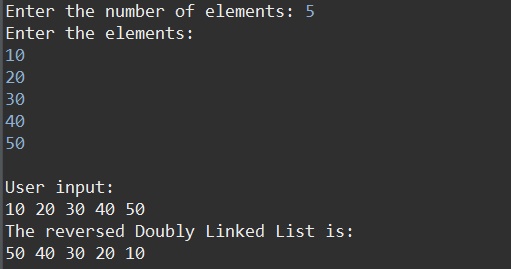 Enter the number of elements: 5
Enter the elements:
10
20
30
40
50
User input:
10 20 30 40 50
The reversed Doubly Linked List is:
50 40 30 20 10